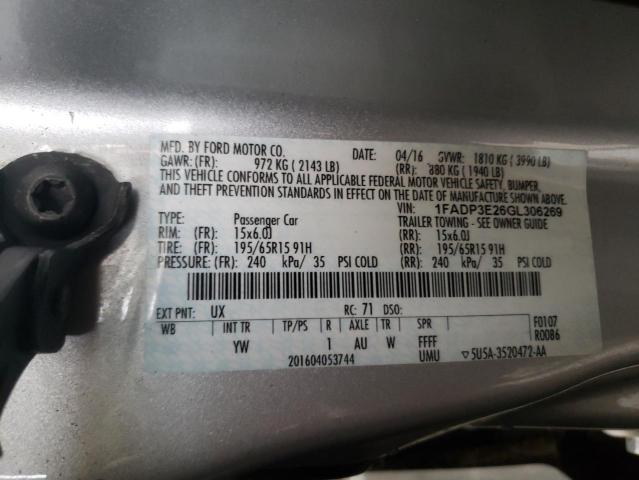 MFD. BY FORD MOTOR CO. DATE: 04/16 GVWR: 1810 KG ( 3990 LB)
GAWR: (FR): 972 KG ( 2143 LB) (RR): 880 KG ( 1940 LB)
THIS VEHICLE CONFORMS TO ALL APPLICABLE FEDERAL MOTOR VEHICLE SAFETY, BUMPER,
AND THEFT PREVENTION STANDARDS IN EFFECT ON THE DATE OF MANUFACTURE SHOWN ABOVE.
VIN: 1FADP3E26GL306269
TYPE: Passenger Car TRAILER TOWING - SEE OWNER GUIDE
RIM: (FR): 15x6.0J (RR): 15x6.0J
TIRE: (FR): 195/65R15 91H (RR): 195/65R15 91H
PRESSURE: (FR): 240 kPa/ 35 PSI COLD (RR): 240 kPa/ 35 PSI COLD
EXT PNT: UX RC: 71 DSO: F0107
WB INT TR TP/PS R AXLE TR SPR R0086
YW 1 AU W FFFF
201604053744 UMU ▽5U5A-3520472-AA